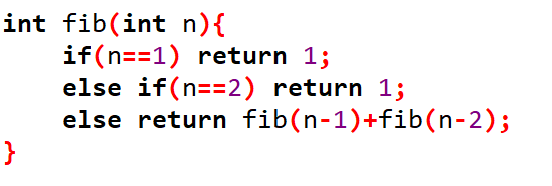 int fib(int n){
    if(n==1) return 1;
    else if(n==2) return 1;
    else return fib(n-1)+fib(n-2);
}